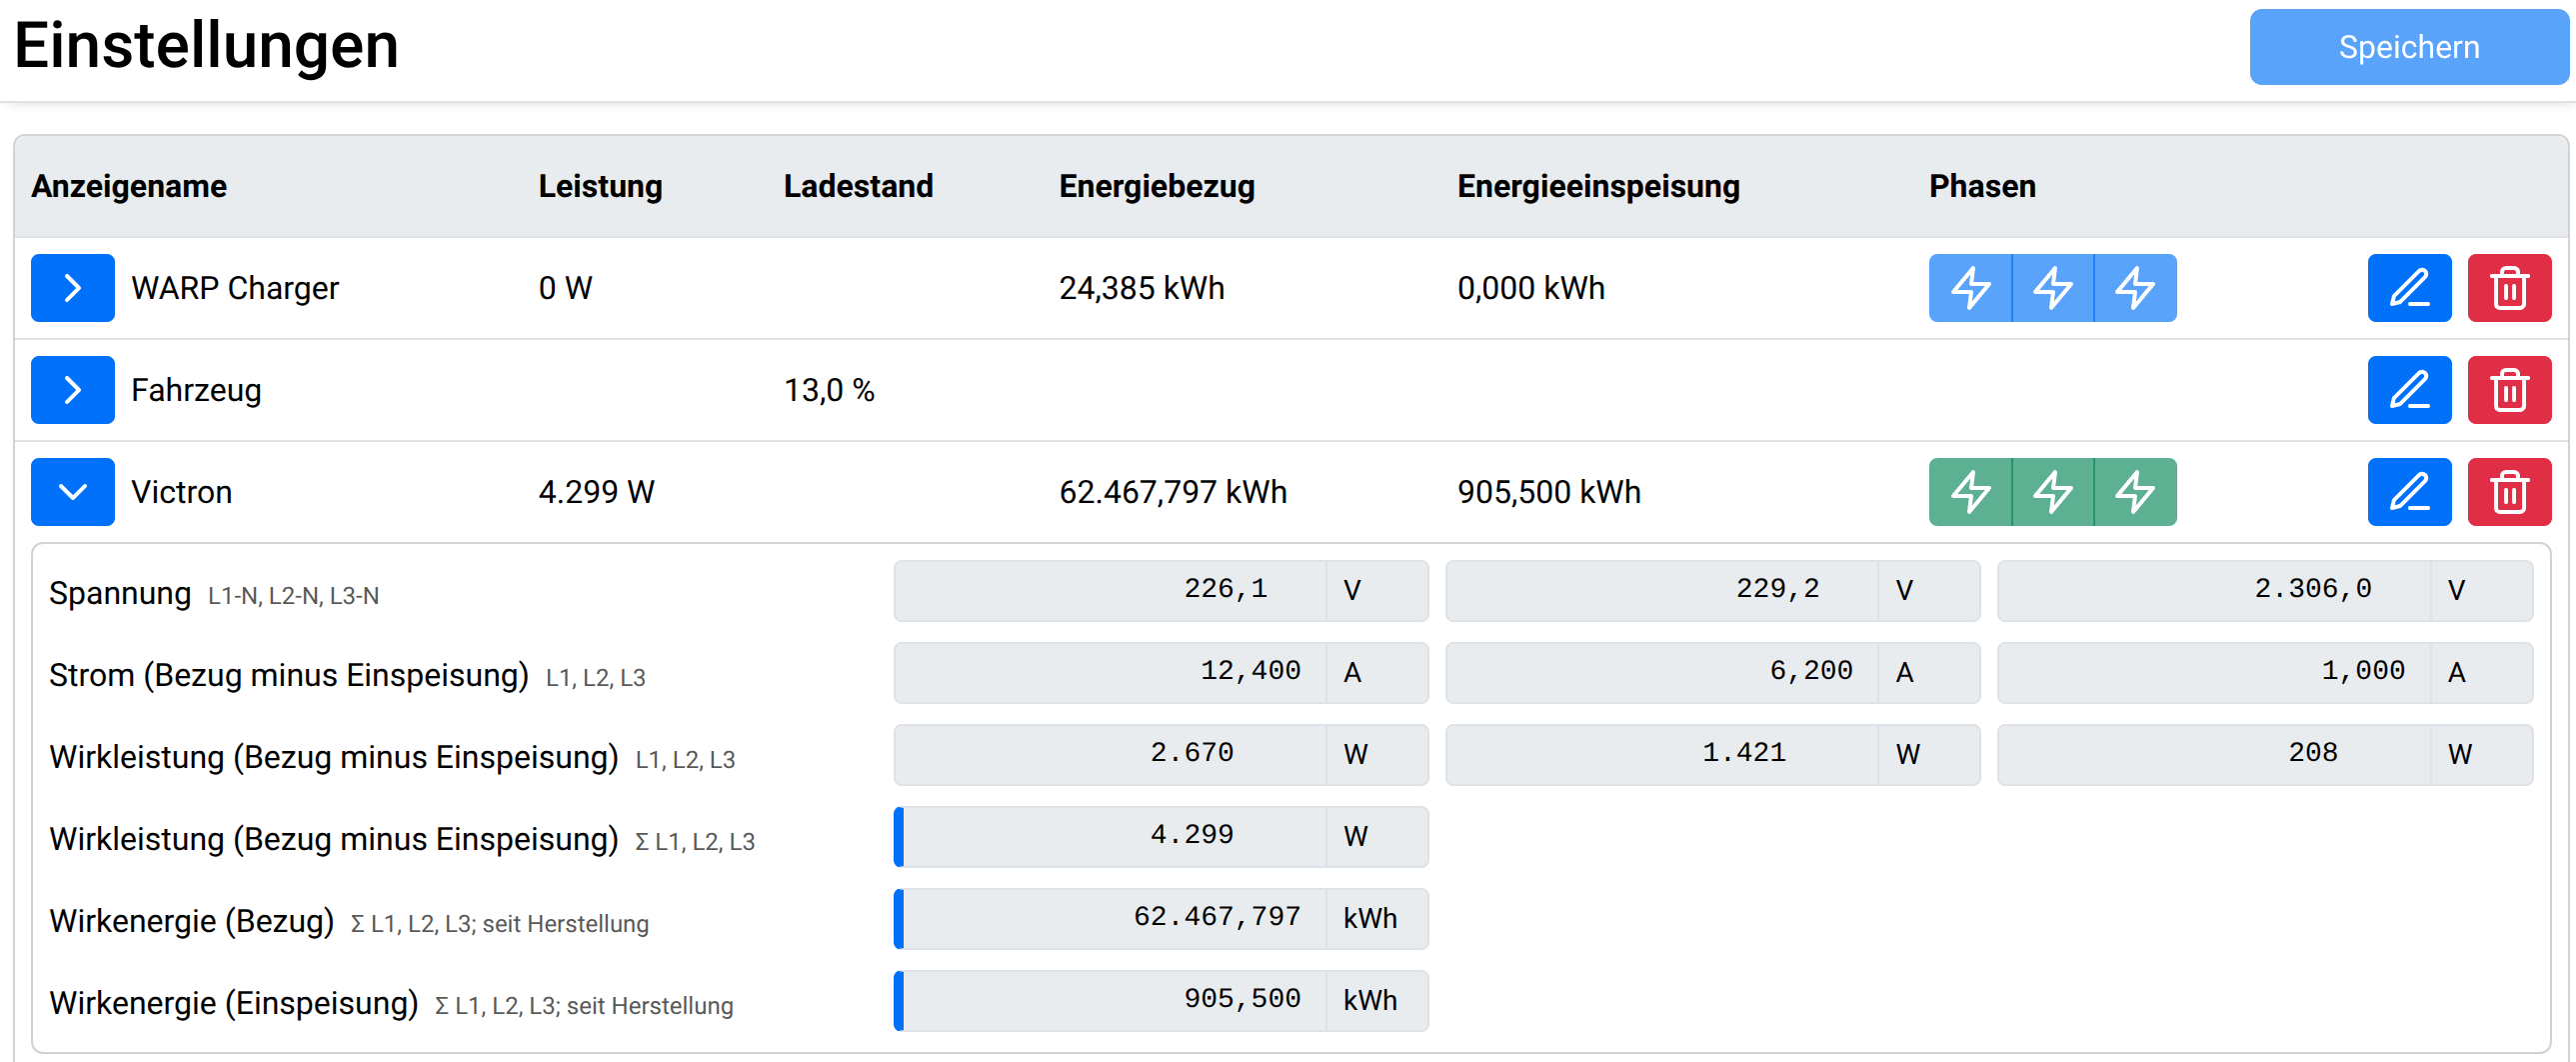 Einstellungen
Speichern
Anzeigename Leistung Ladestand Energiebezug Energieeinspeisung Phasen
WARP Charger 0 W 24,385 kWh 0,000 kWh
Fahrzeug 13,0 %
Victron 4.299 W 62.467,797 kWh 905,500 kWh
Spannung L1-N, L2-N, L3-N 226,1 V 229,2 V 2.306,0 V
Strom (Bezug minus Einspeisung) L1, L2, L3 12,400 A 6,200 A 1,000 A
Wirkleistung (Bezug minus Einspeisung) L1, L2, L3 2.670 W 1.421 W 208 W
Wirkleistung (Bezug minus Einspeisung) Σ L1, L2, L3 4.299 W
Wirkenergie (Bezug) Σ L1, L2, L3; seit Herstellung 62.467,797 kWh
Wirkenergie (Einspeisung) Σ L1, L2, L3; seit Herstellung 905,500 kWh